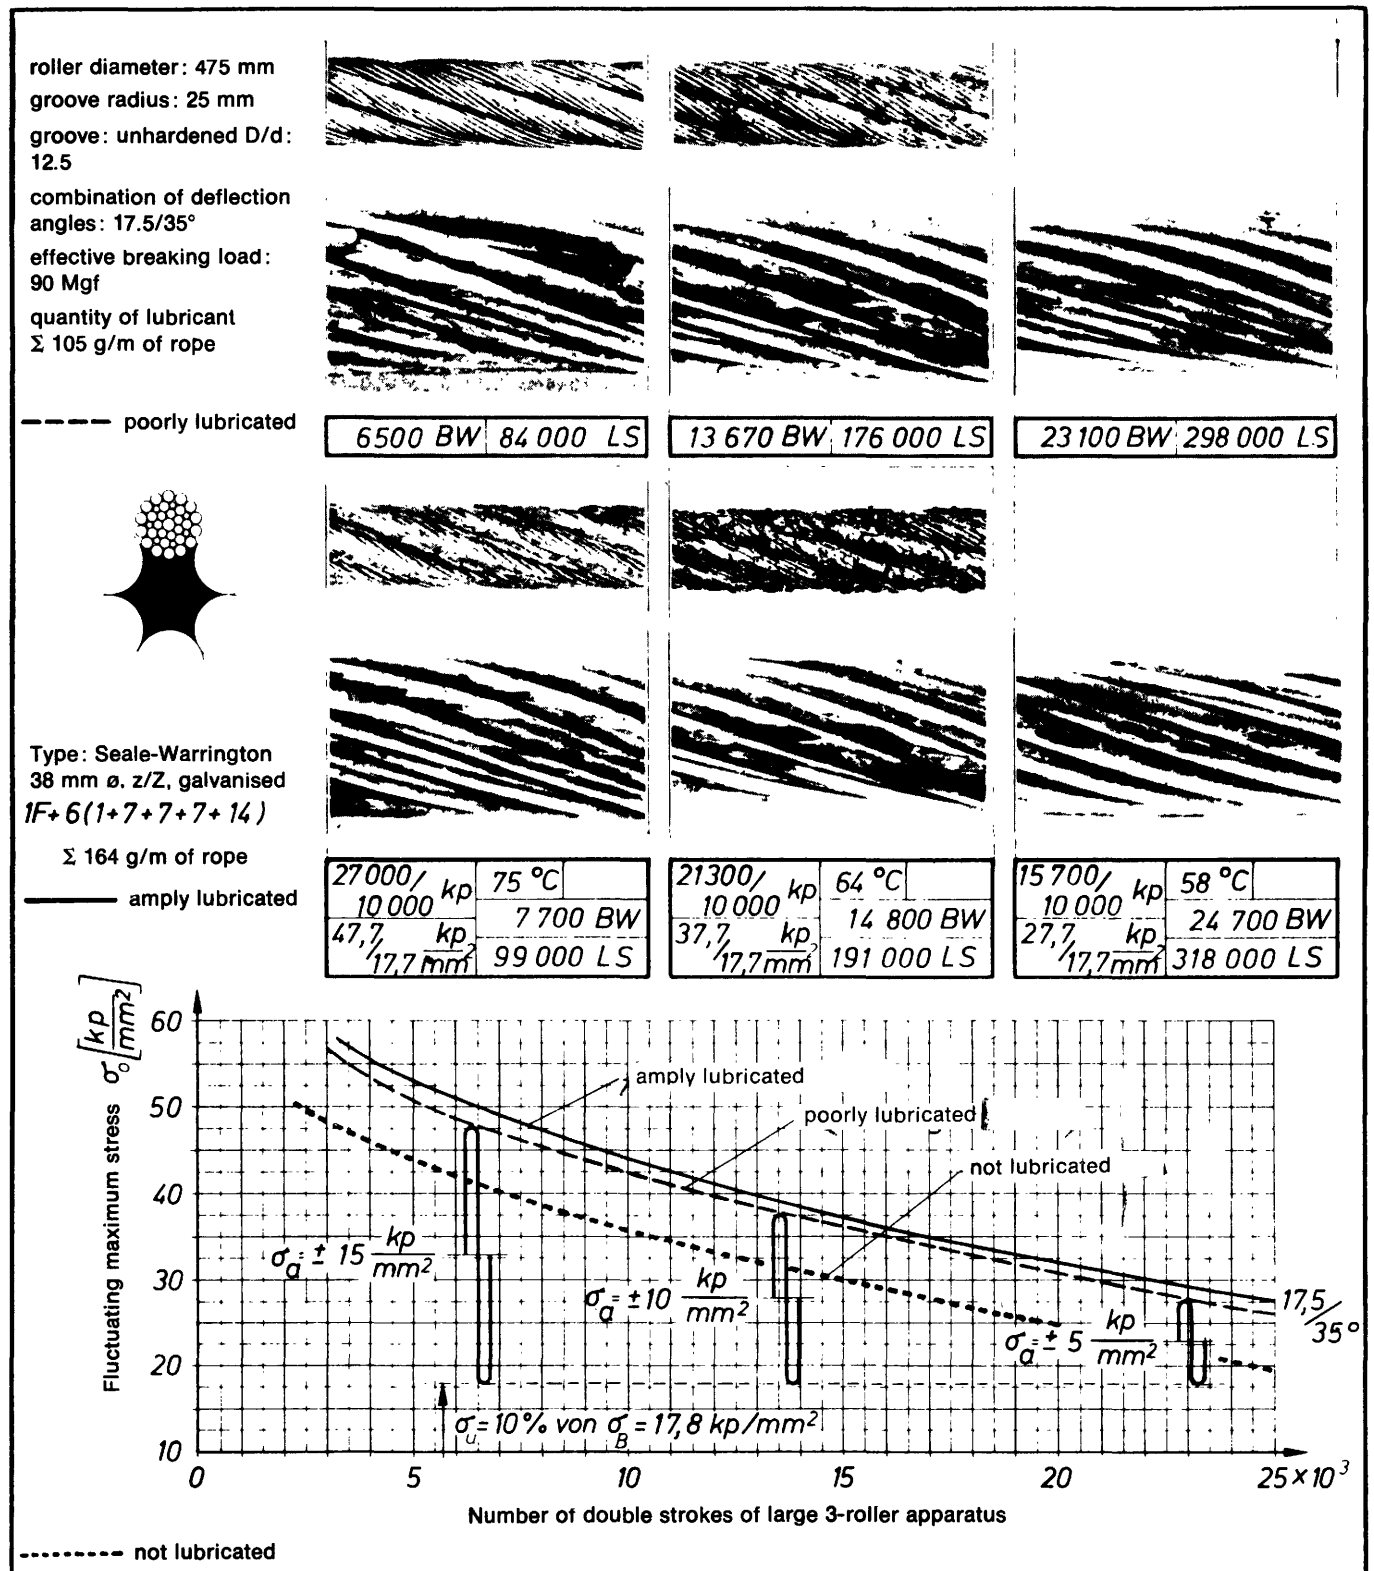 roller diameter: 475 mm
groove radius: 25 mm
groove: unhardened D/d:
12.5
combination of deflection
angles: 17.5/35°
effective breaking load:
90 Mgf
quantity of lubricant
Σ 105 g/m of rope
poorly lubricated
6500 BW 84 000 LS
13 670 BW 176 000 LS
23 100 BW 298 000 LS
Type: Seale-Warrington
38 mm ø. z/Z, galvanised
1F+6(1+7+7+7+14)
Σ 164 g/m of rope
amply lubricated
27000/10 000 kp 75 °C
7 700 BW
47,7/17,7 kp/mm² 99 000 LS
21300/10 000 kp 64 °C
14 800 BW
37,7/17,7 kp/mm² 191 000 LS
15 700/10 000 kp 58 °C
24 700 BW
27,7/17,7 kp/mm² 318 000 LS
Fluctuating maximum stress σo [kp/mm²]
60
50
40
30
20
10
amply lubricated
poorly lubricated
not lubricated
σa = ± 15 kp/mm²
σa = ±10 kp/mm²
σa = ± 5 kp/mm²
17,5/35°
σu = 10% von σB = 17,8 kp/mm²
0 5 10 15 20 25 × 10³
Number of double strokes of large 3-roller apparatus
not lubricated